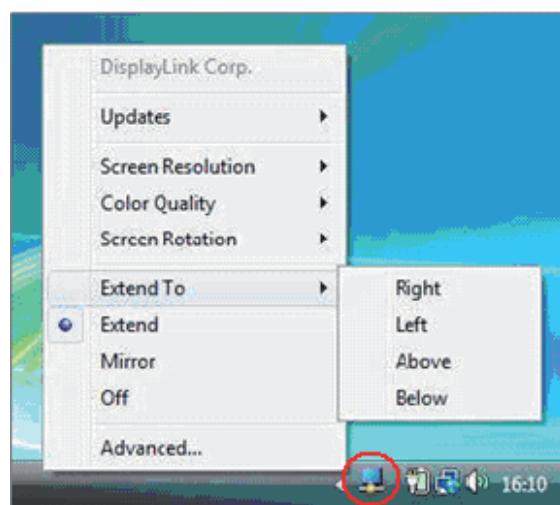 DisplayLink Corp.
Updates
Screen Resolution
Color Quality
Screen Rotation
Extend To
Extend
Mirror
Off
Advanced...
Right
Left
Above
Below
16:10